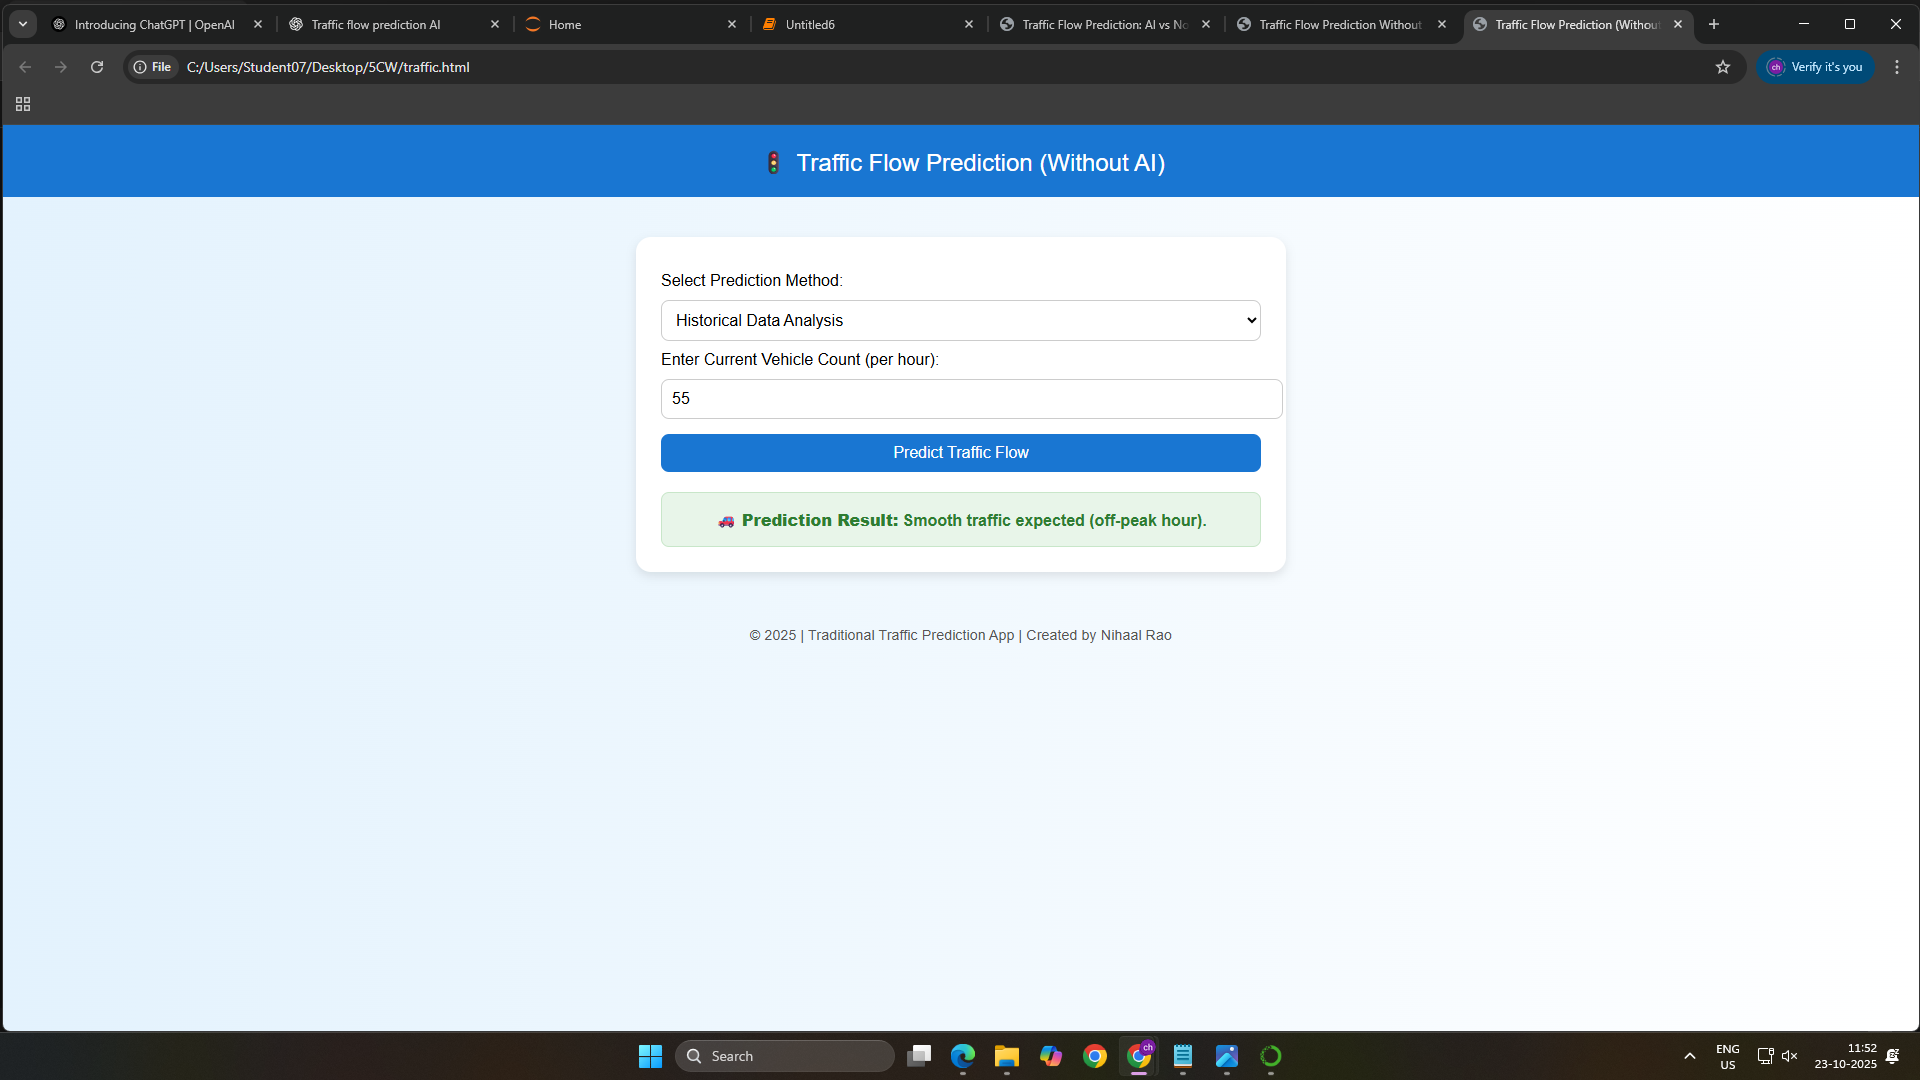 Introducing ChatGPT | OpenAI
Traffic flow prediction AI
Home
Untitled6
Traffic Flow Prediction: AI vs No
Traffic Flow Prediction Without
Traffic Flow Prediction (Without
File
C:/Users/Student07/Desktop/5CW/traffic.html
ch
Verify it's you
Traffic Flow Prediction (Without AI)
Select Prediction Method:
Historical Data Analysis
Enter Current Vehicle Count (per hour):
55
Predict Traffic Flow
Prediction Result: Smooth traffic expected (off-peak hour).
© 2025 | Traditional Traffic Prediction App | Created by Nihaal Rao
Search
ch
ENG
US
11:52
23-10-2025